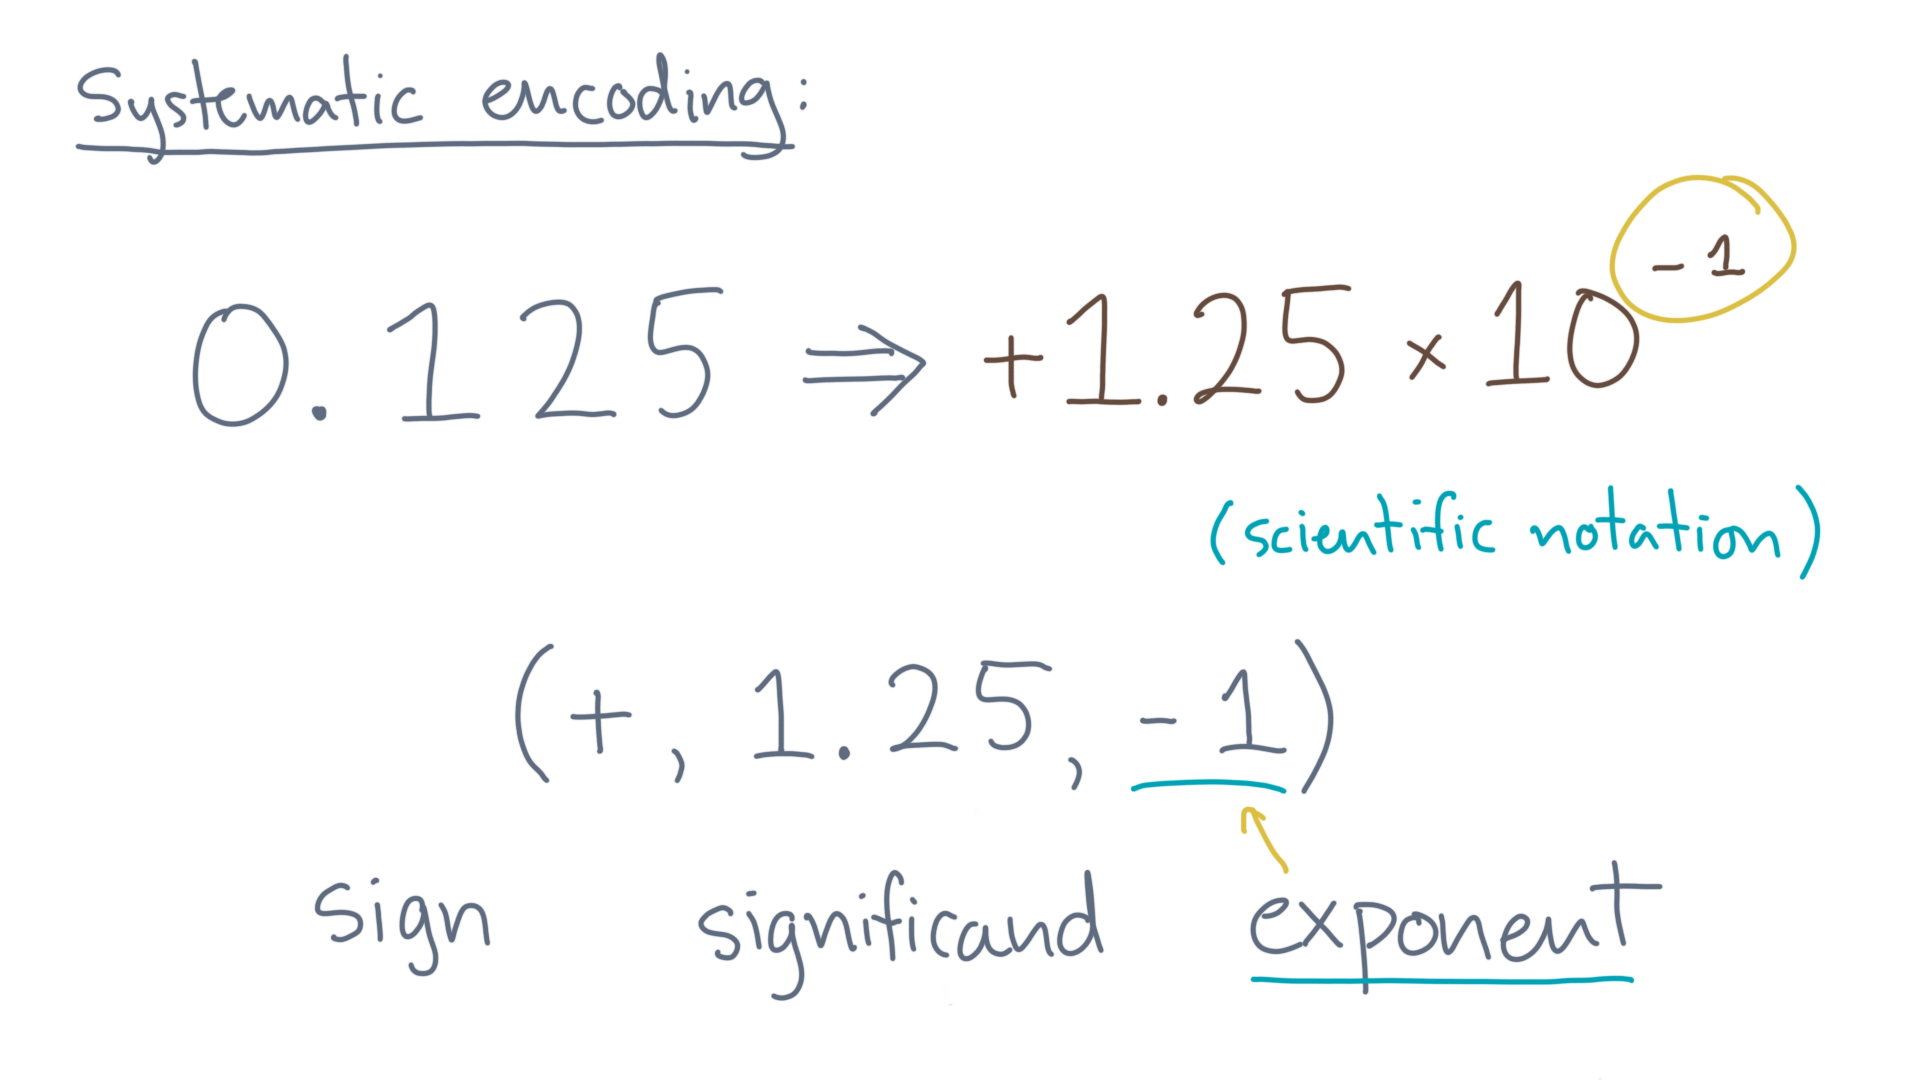 Systematic encoding:
0.125 ⇒ +1.25 × 10⁻¹
(scientific notation)
(+, 1.25, -1)
sign significand exponent